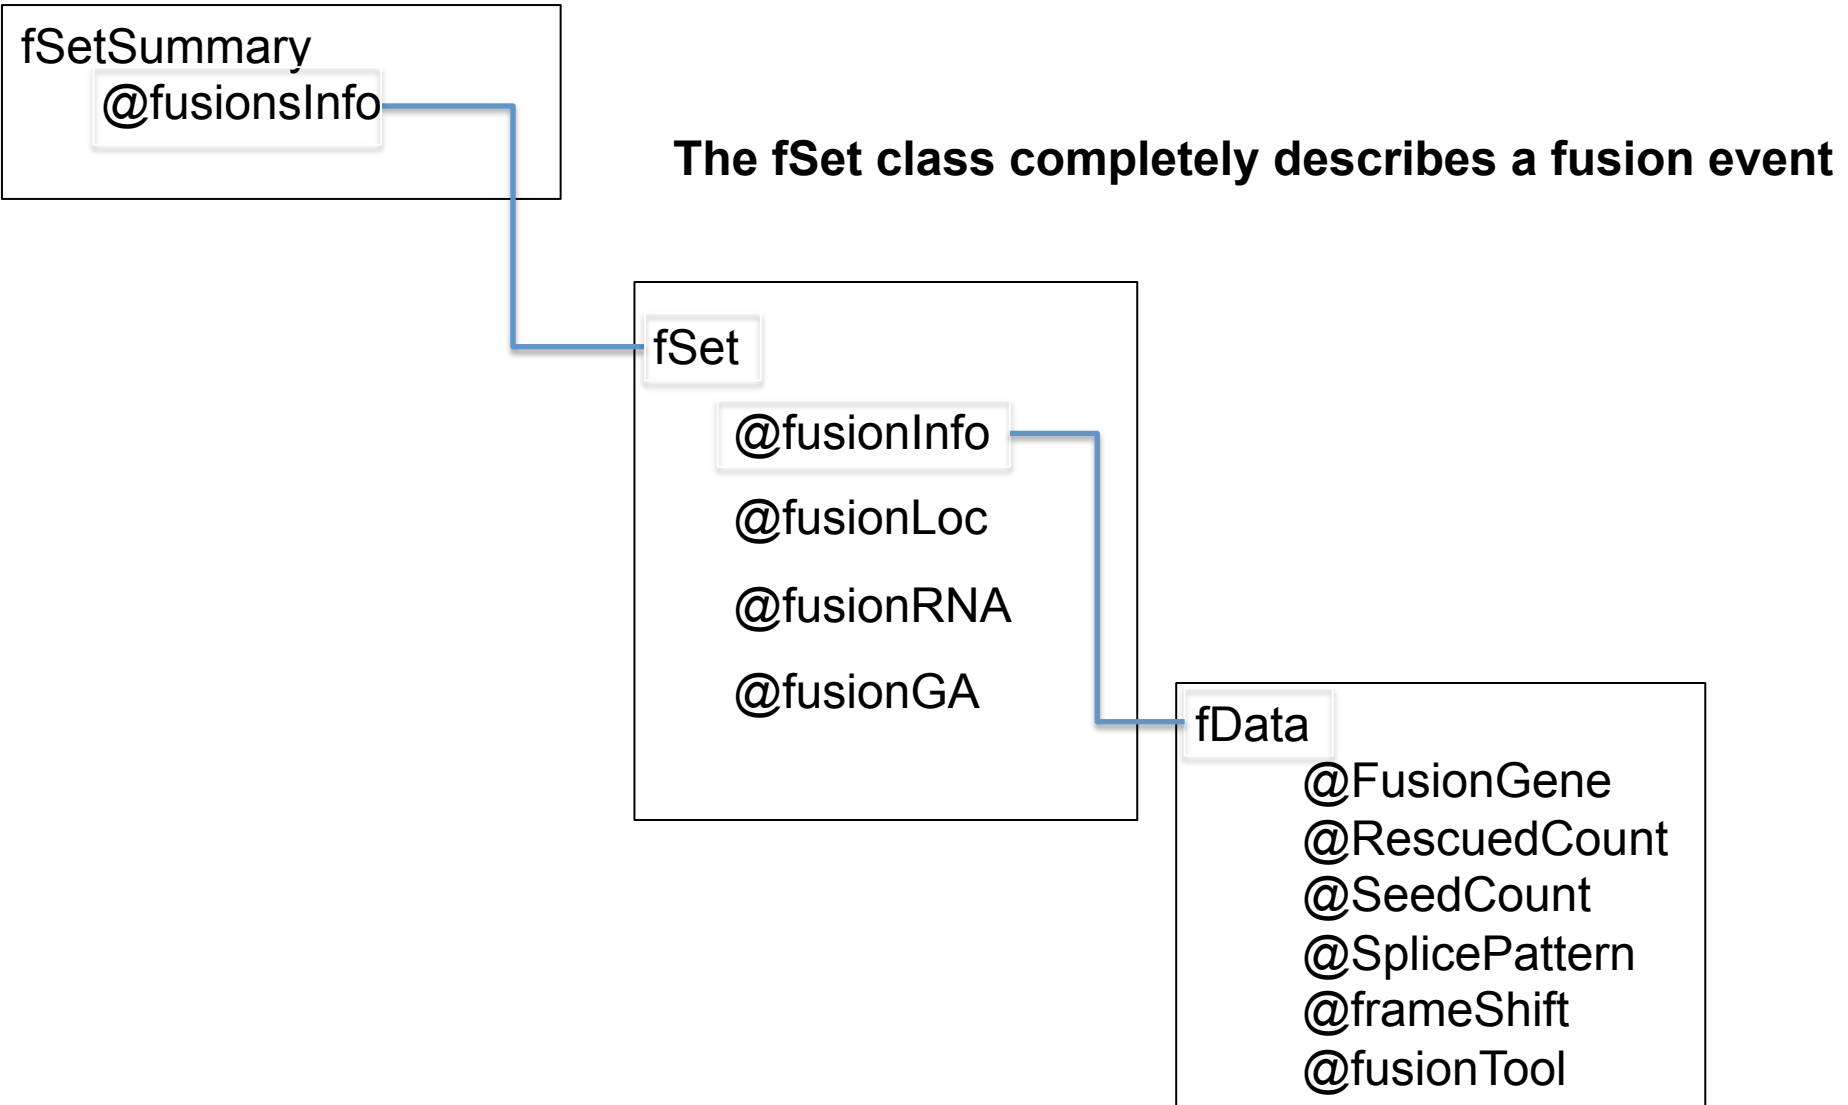 fSetSummary
@fusionsInfo
The fSet class completely describes a fusion event
fSet
@fusionInfo
@fusionLoc
@fusionRNA
@fusionGA
fData
@FusionGene
@RescuedCount
@SeedCount
@SplicePattern
@frameShift
@fusionTool